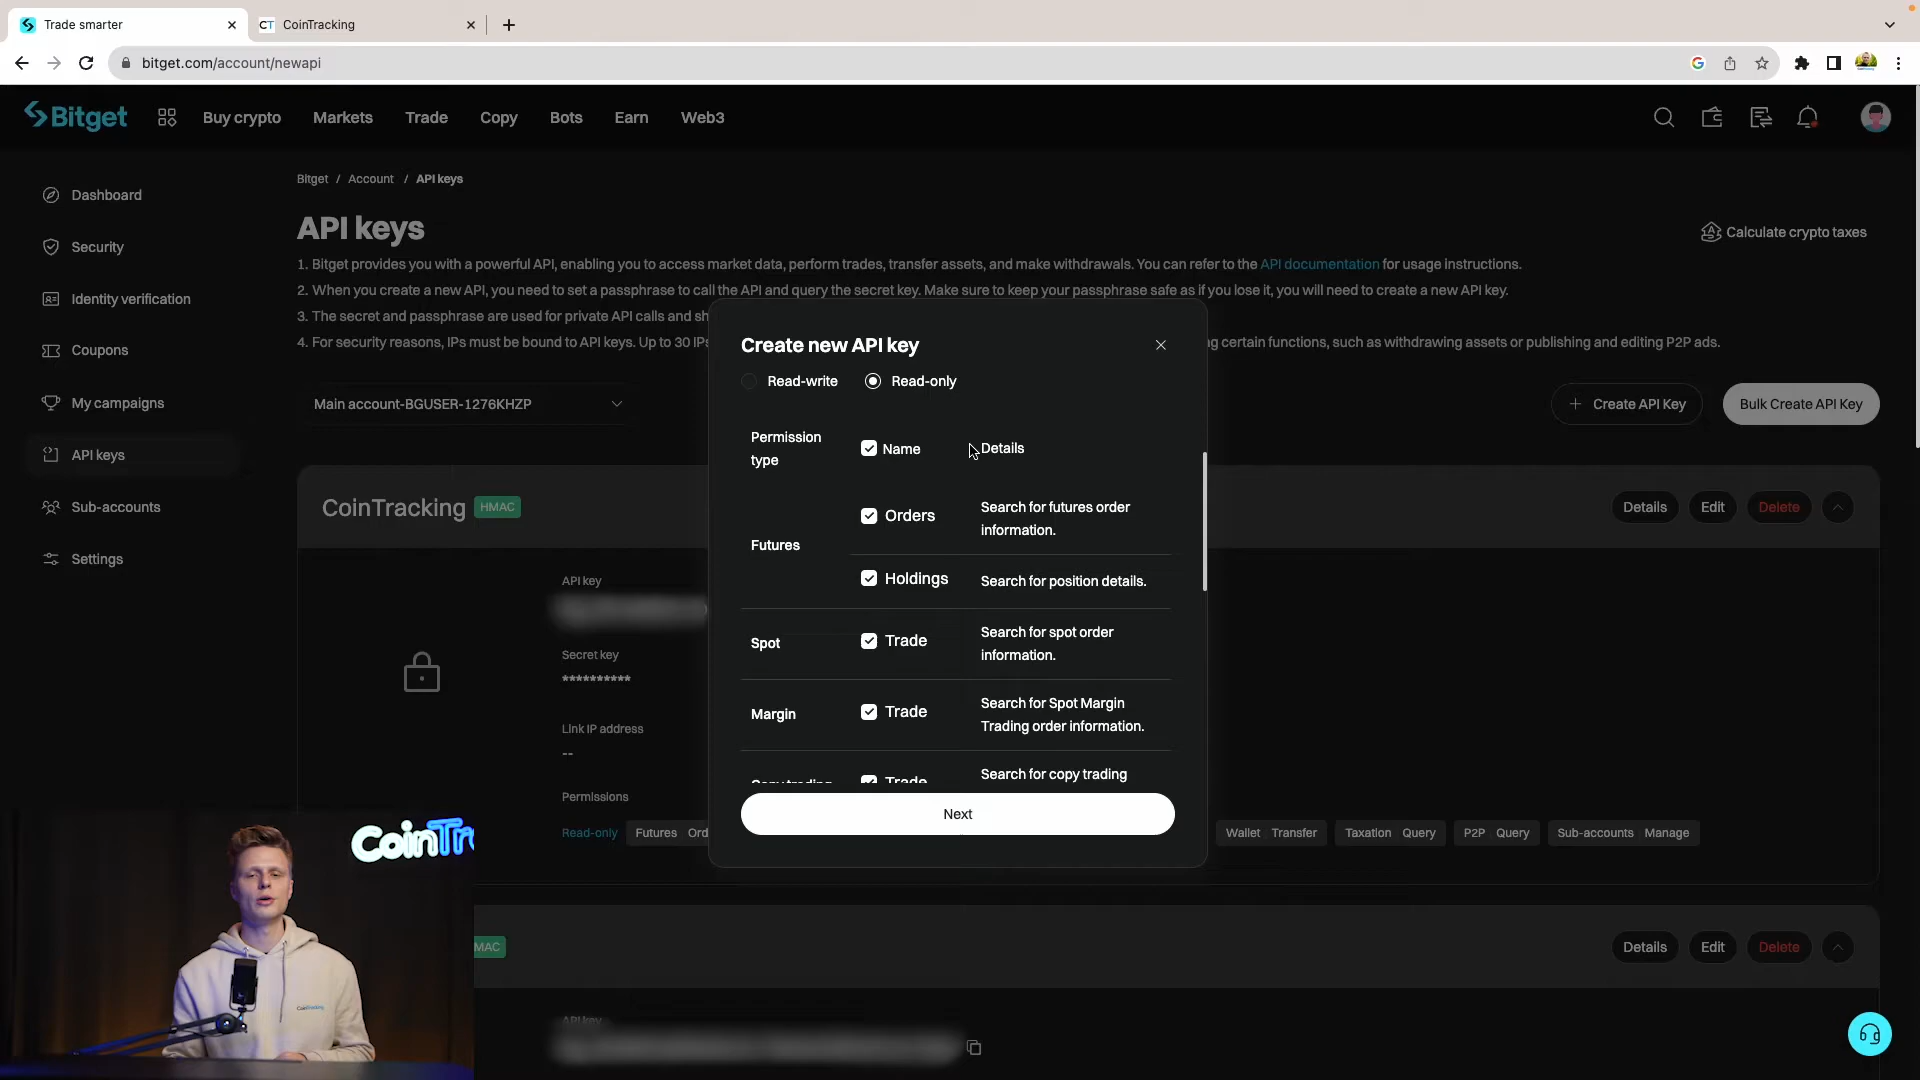 Trade smarter
CT CoinTracking
bitget.com/account/newapi
Bitget
Buy crypto
Markets
Trade
Copy
Bots
Earn
Web3
Dashboard
Security
Identity verification
Coupons
My campaigns
API keys
Sub-accounts
Settings
Bitget / Account / API keys
API keys
Calculate crypto taxes
1. Bitget provides you with a powerful API, enabling you to access market data, perform trades, transfer assets, and make withdrawals. You can refer to the API documentation for usage instructions.
2. When you create a new API, you need to set a passphrase to call the API and query the secret key. Make sure to keep your passphrase safe as if you lose it, you will need to create a new API key.
3. The secret and passphrase are used for private API calls and sh
4. For security reasons, IPs must be bound to API keys. Up to 30 IPs
g certain functions, such as withdrawing assets or publishing and editing P2P ads.
Main account-BGUSER-1276KHZP
+ Create API Key
Bulk Create API Key
CoinTracking HMAC
Details
Edit
Delete
API key
Secret key
**********
Link IP address
--
Permissions
Read-only
Futures Ord
Wallet Transfer
Taxation Query
P2P Query
Sub-accounts Manage
Create new API key
Read-write
Read-only
Permission type
Name
Details
Futures
Orders
Search for futures order
information.
Holdings
Search for position details.
Spot
Trade
Search for spot order
information.
Margin
Trade
Search for Spot Margin
Trading order information.
Copy trading
Trade
Search for copy trading
Next
CoinTr
CoinTracking
MAC
Details
Edit
Delete
API key